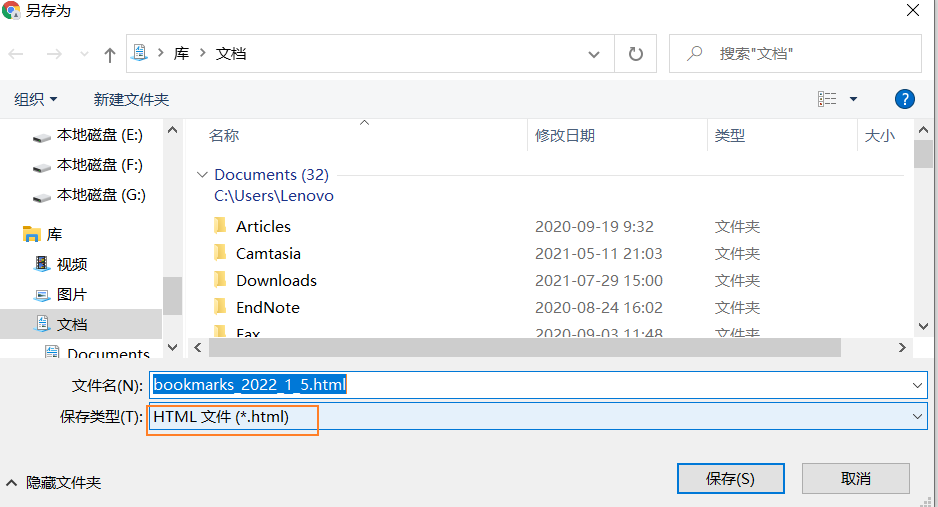 另存为
库 文档
搜索"文档"
组织 新建文件夹
本地磁盘 (E:)
本地磁盘 (F:)
本地磁盘 (G:)
库
视频
图片
文档
Documents
名称 修改日期 类型 大小
Documents (32)
C:\Users\Lenovo
Articles 2020-09-19 9:32 文件夹
Camtasia 2021-05-11 21:03 文件夹
Downloads 2021-07-29 15:00 文件夹
EndNote 2020-08-24 16:02 文件夹
Fax 2020-09-03 11:48 文件夹
文件名(N): bookmarks_2022_1_5.html
保存类型(T): HTML 文件 (*.html)
隐藏文件夹 保存(S) 取消